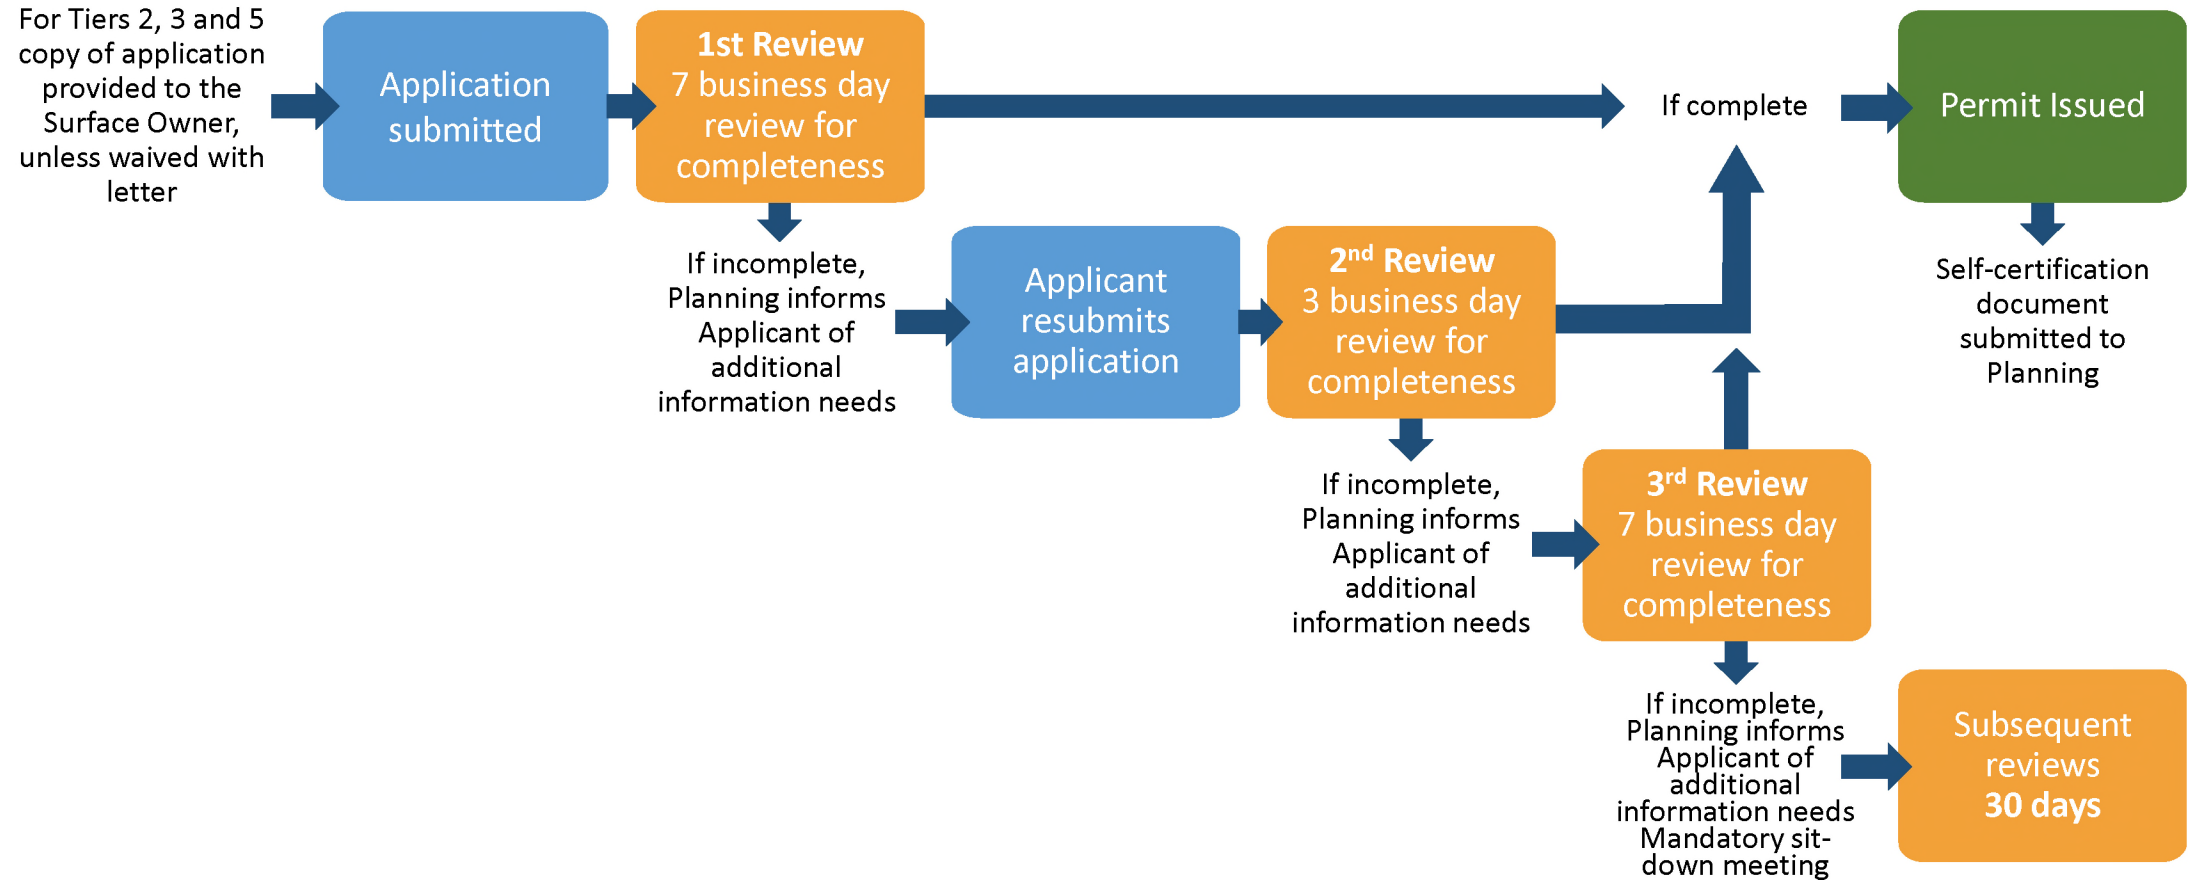 For Tiers 2, 3 and 5
copy of application
provided to the
Surface Owner,
unless waived with
letter
Application
submitted
1st Review
7 business day
review for
completeness
If complete
Permit Issued
If incomplete,
Planning informs
Applicant of
additional
information needs
Applicant
resubmits
application
2nd Review
3 business day
review for
completeness
Self-certification
document
submitted to
Planning
If incomplete,
Planning informs
Applicant of
additional
information needs
3rd Review
7 business day
review for
completeness
If incomplete,
Planning informs
Applicant of
additional
information needs
Mandatory sit-
down meeting
Subsequent
reviews
30 days